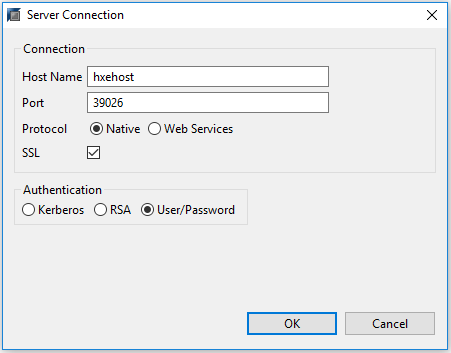 Server Connection
Connection
Host Name hxehost
Port 39026
Protocol Native Web Services
SSL
Authentication
Kerberos RSA User/Password
OK Cancel